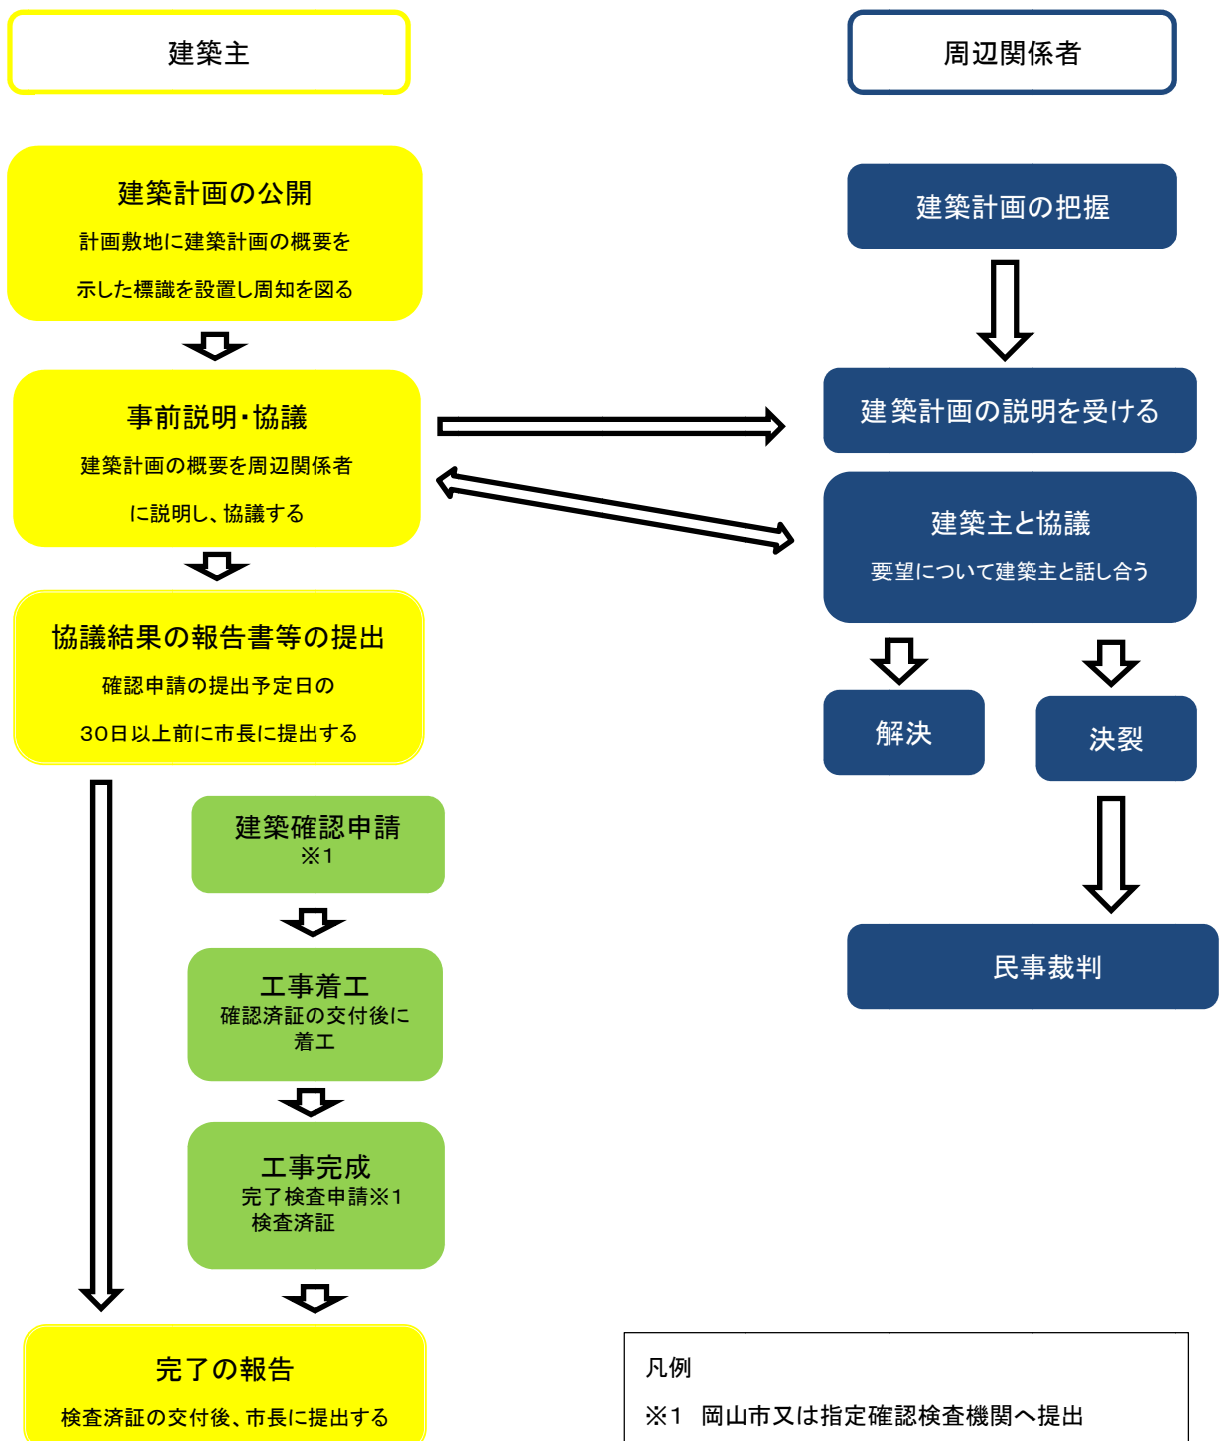 建築主
周辺関係者
建築計画の公開
計画敷地に建築計画の概要を
示した標識を設置し周知を図る
建築計画の把握
事前説明・協議
建築計画の概要を周辺関係者
に説明し、協議する
建築計画の説明を受ける
建築主と協議
要望について建築主と話し合う
協議結果の報告書等の提出
確認申請の提出予定日の
30日以上前に市長に提出する
解決
決裂
建築確認申請
※1
工事着工
確認済証の交付後に
着工
民事裁判
工事完成
完了検査申請※1
検査済証
完了の報告
検査済証の交付後、市長に提出する
凡例
※1 岡山市又は指定確認検査機関へ提出